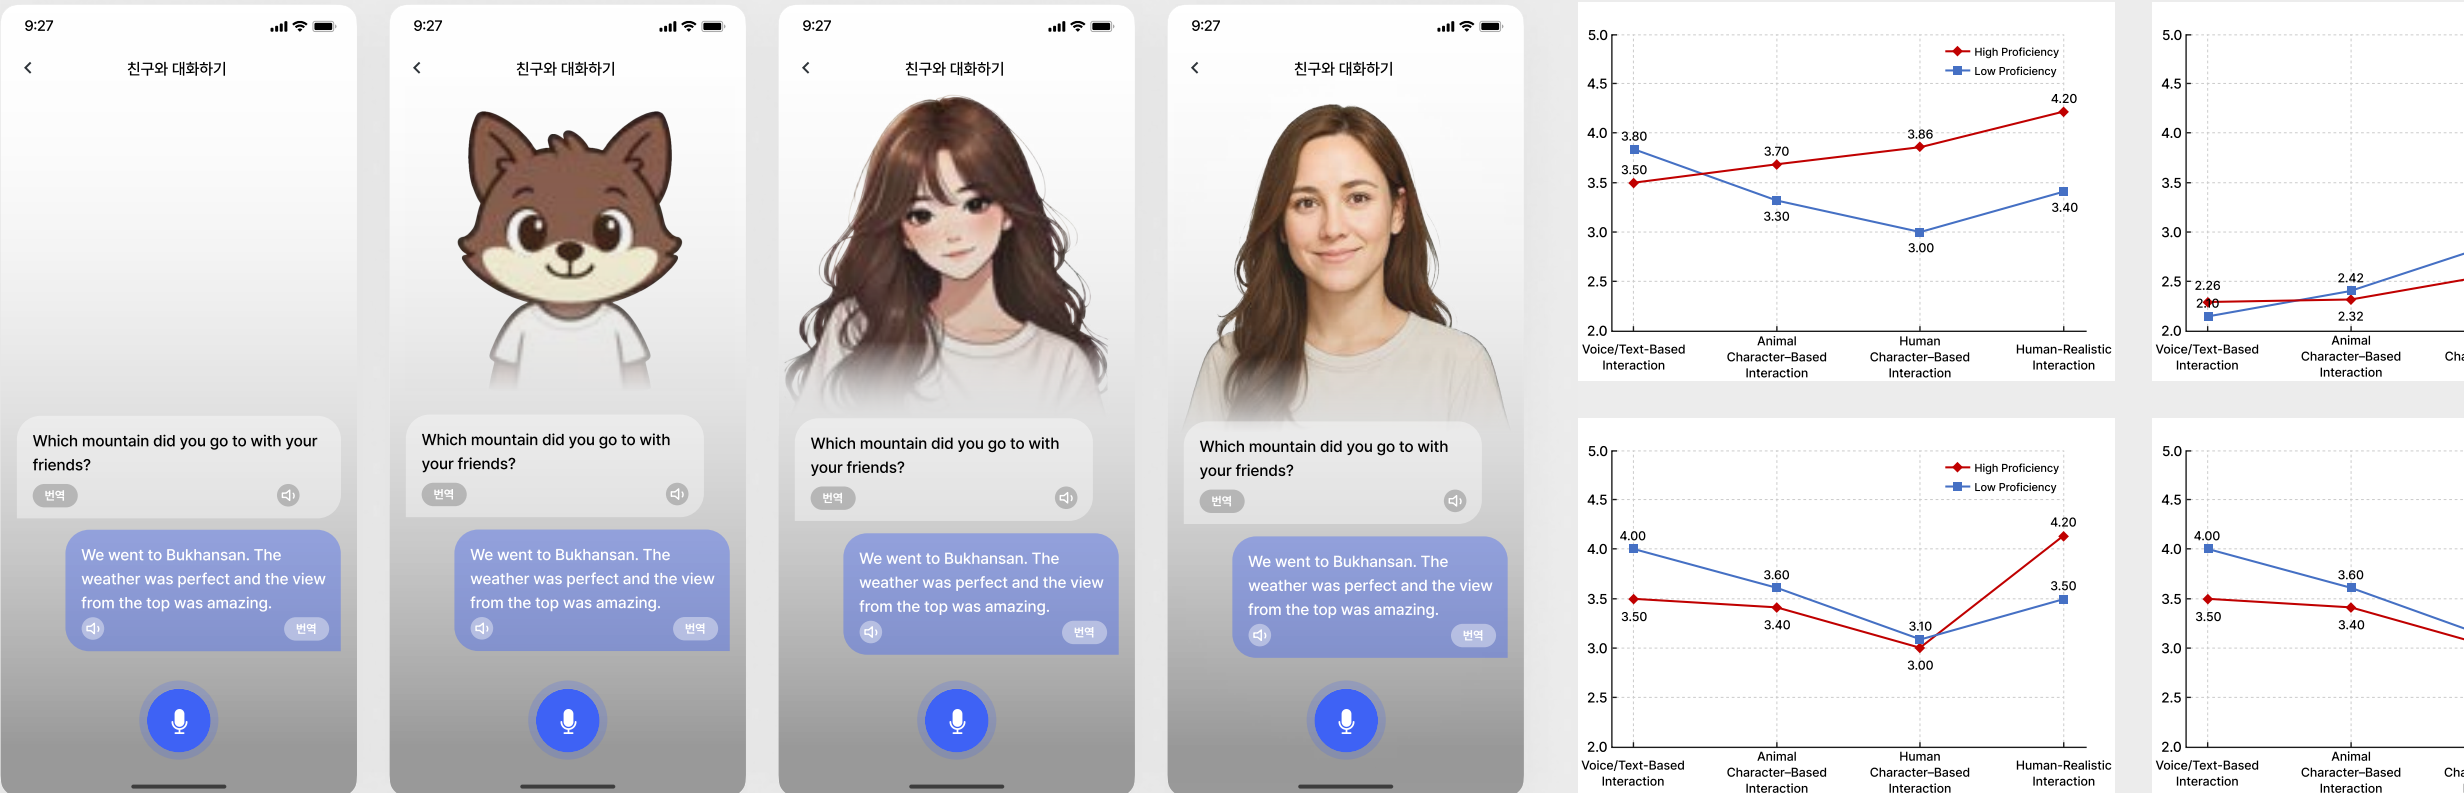 9:27
친구와 대화하기
Which mountain did you go to with your
friends?
번역
We went to Bukhansan. The
weather was perfect and the view
from the top was amazing.
번역
9:27
친구와 대화하기
Which mountain did you go to with
your friends?
번역
We went to Bukhansan. The
weather was perfect and the view
from the top was amazing.
번역
9:27
친구와 대화하기
Which mountain did you go to with
your friends?
번역
We went to Bukhansan. The
weather was perfect and the view
from the top was amazing.
번역
9:27
친구와 대화하기
Which mountain did you go to with
your friends?
번역
We went to Bukhansan. The
weather was perfect and the view
from the top was amazing.
번역
5.0
4.5
4.0
3.5
3.0
2.5
2.0
High Proficiency
Low Proficiency
3.80
3.50
3.70
3.30
3.86
3.00
4.20
3.40
Voice/Text-Based
Interaction
Animal
Character–Based
Interaction
Human
Character–Based
Interaction
Human-Realistic
Interaction
5.0
4.5
4.0
3.5
3.0
2.5
2.0
2.26
2.10
2.42
2.32
Voice/Text-Based
Interaction
Animal
Character–Based
Interaction
Cha
5.0
4.5
4.0
3.5
3.0
2.5
2.0
High Proficiency
Low Proficiency
4.00
3.50
3.60
3.40
3.10
3.00
4.20
3.50
Voice/Text-Based
Interaction
Animal
Character–Based
Interaction
Human
Character–Based
Interaction
Human-Realistic
Interaction
5.0
4.5
4.0
3.5
3.0
2.5
2.0
4.00
3.50
3.60
3.40
Voice/Text-Based
Interaction
Animal
Character–Based
Interaction
Cha